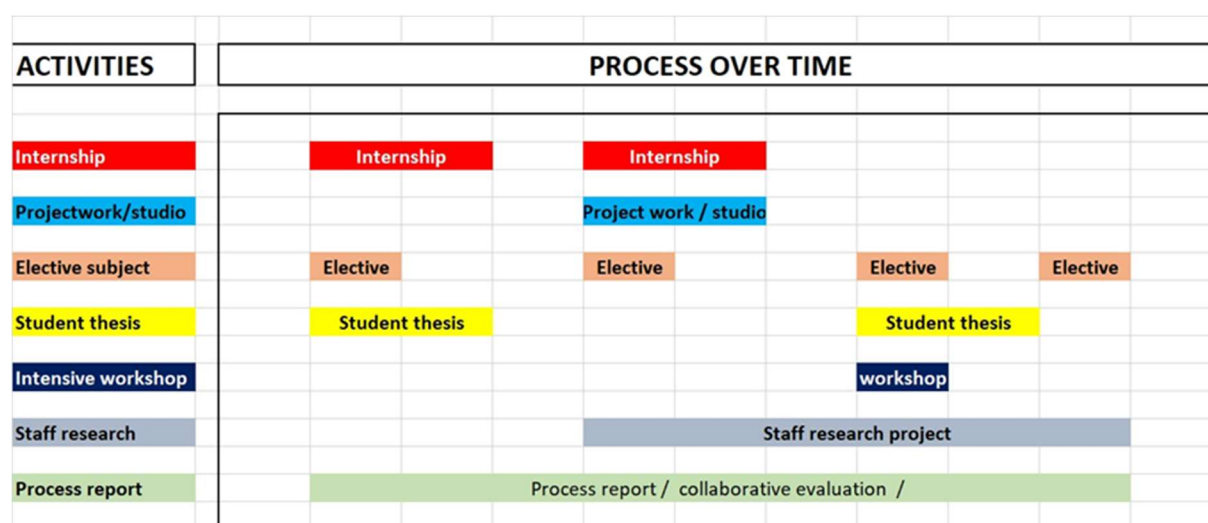 ACTIVITIES PROCESS OVER TIME
Internship Internship Internship
Projectwork/studio Project work / studio
Elective subject Elective Elective Elective Elective
Student thesis Student thesis Student thesis
Intensive workshop workshop
Staff research Staff research project
Process report Process report / collaborative evaluation /